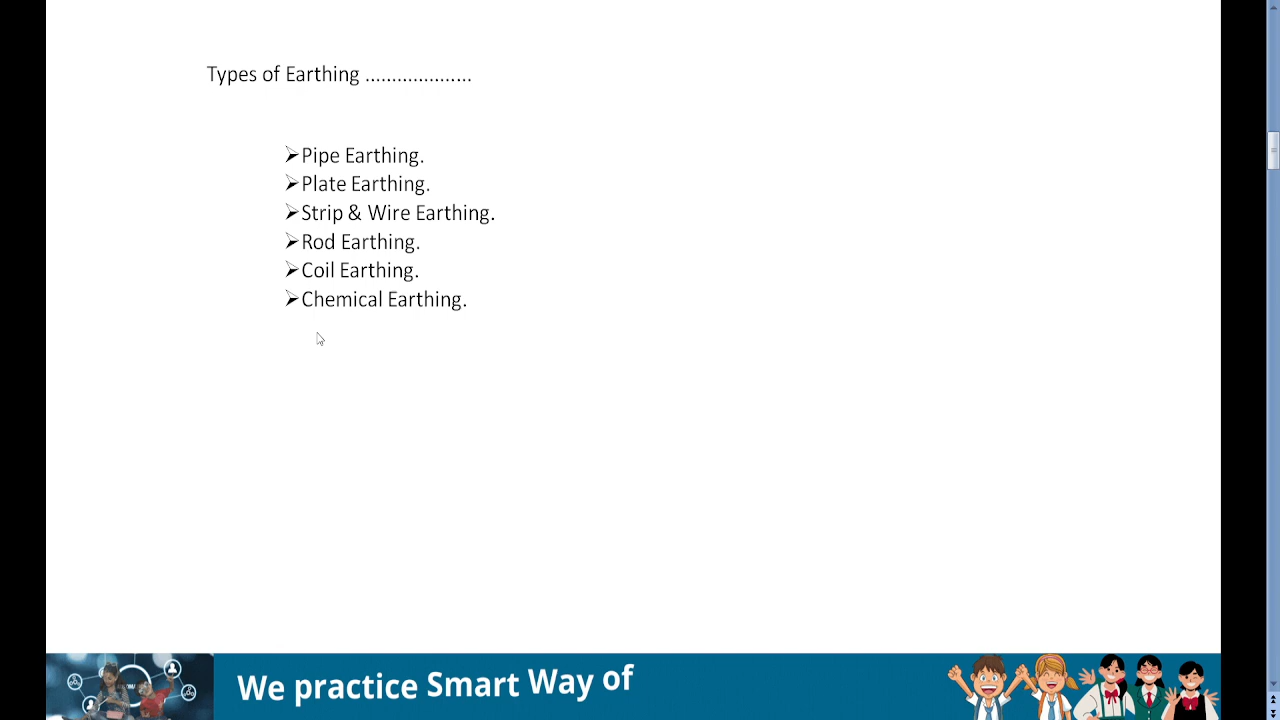 Types of Earthing ....................
➢Pipe Earthing.
➢Plate Earthing.
➢Strip & Wire Earthing.
➢Rod Earthing.
➢Coil Earthing.
➢Chemical Earthing.
We practice Smart Way of